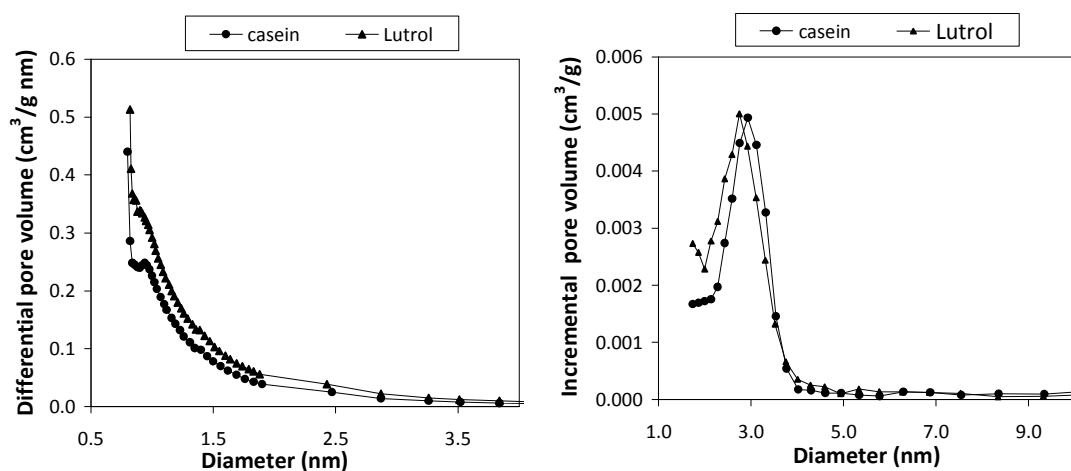 casein Lutrol
Differential pore volume (cm³/g nm)
0.6
0.5
0.4
0.3
0.2
0.1
0.0
0.5 1.5 2.5 3.5
Diameter (nm)
casein Lutrol
Incremental pore volume (cm³/g)
0.006
0.005
0.004
0.003
0.002
0.001
0.000
1.0 3.0 5.0 7.0 9.0
Diameter (nm)